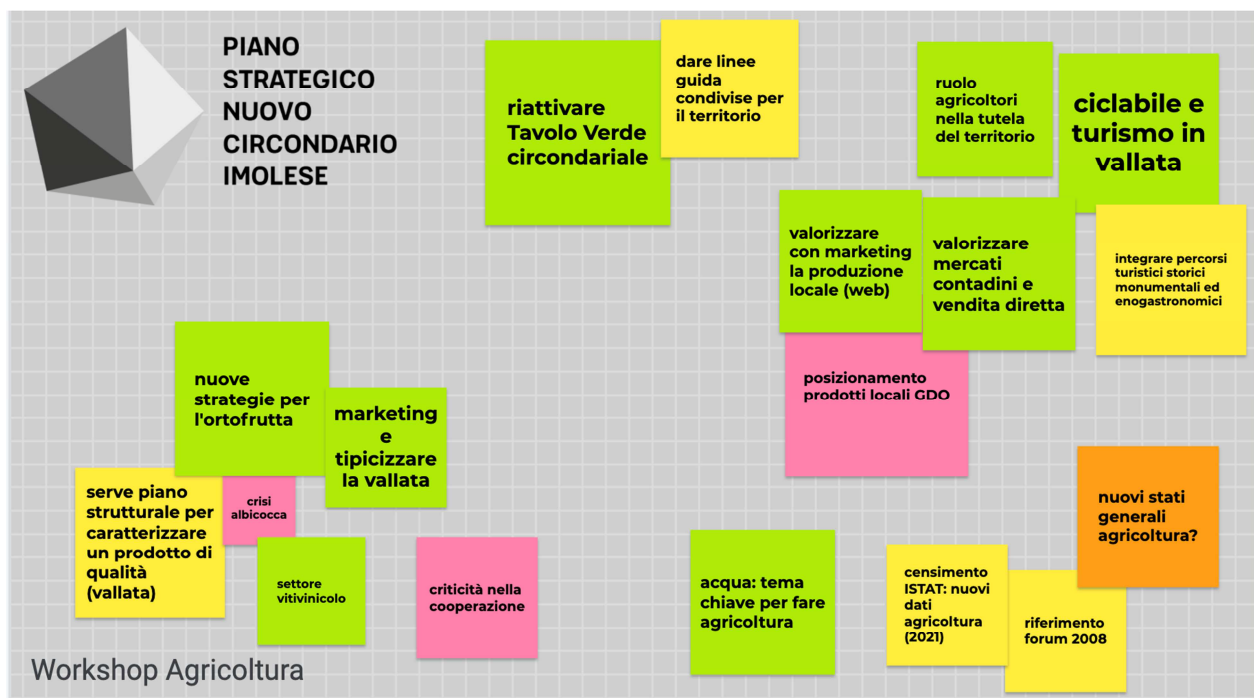 PIANO
STRATEGICO
NUOVO
CIRCONDARIO
IMOLESE
riattivare
Tavolo Verde
circondariale
dare linee
guida
condivise per
il territorio
ruolo
agricoltori
nella tutela
del territorio
ciclabile e
turismo in
vallata
valorizzare
con marketing
la produzione
locale (web)
valorizzare
mercati
contadini e
vendita diretta
integrare percorsi
turistici storici
monumentali ed
enogastronomici
posizionamento
prodotti locali GDO
nuove
strategie per
l'ortofrutta
marketing
e
tipicizzare
la vallata
serve piano
strutturale per
caratterizzare
un prodotto di
qualità
(vallata)
crisi
albicocca
settore
vitivinicolo
criticità nella
cooperazione
acqua: tema
chiave per fare
agricoltura
censimento
ISTAT: nuovi
dati
agricoltura
(2021)
riferimento
forum 2008
nuovi stati
generali
agricoltura?
Workshop Agricoltura